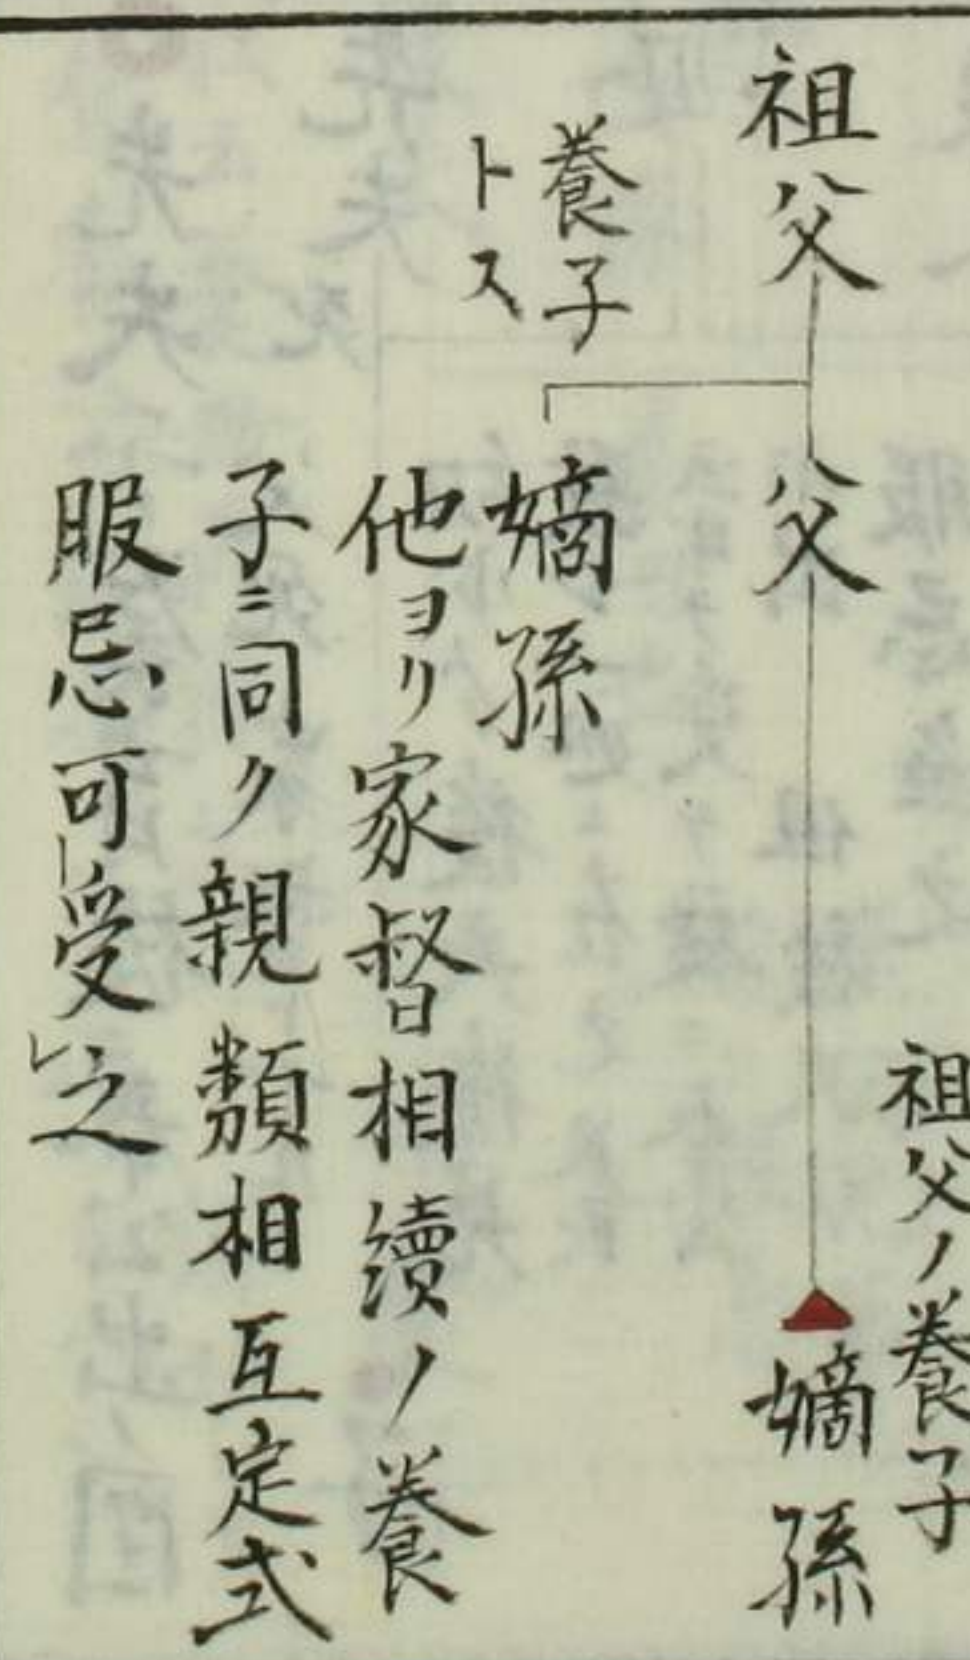 祖父ノ養子
祖父
父
嫡孫
養子
トス
嫡孫
他ヨリ家督相續ノ養
子ニ同ク親類相互定式
服忌可㆑受㆑之